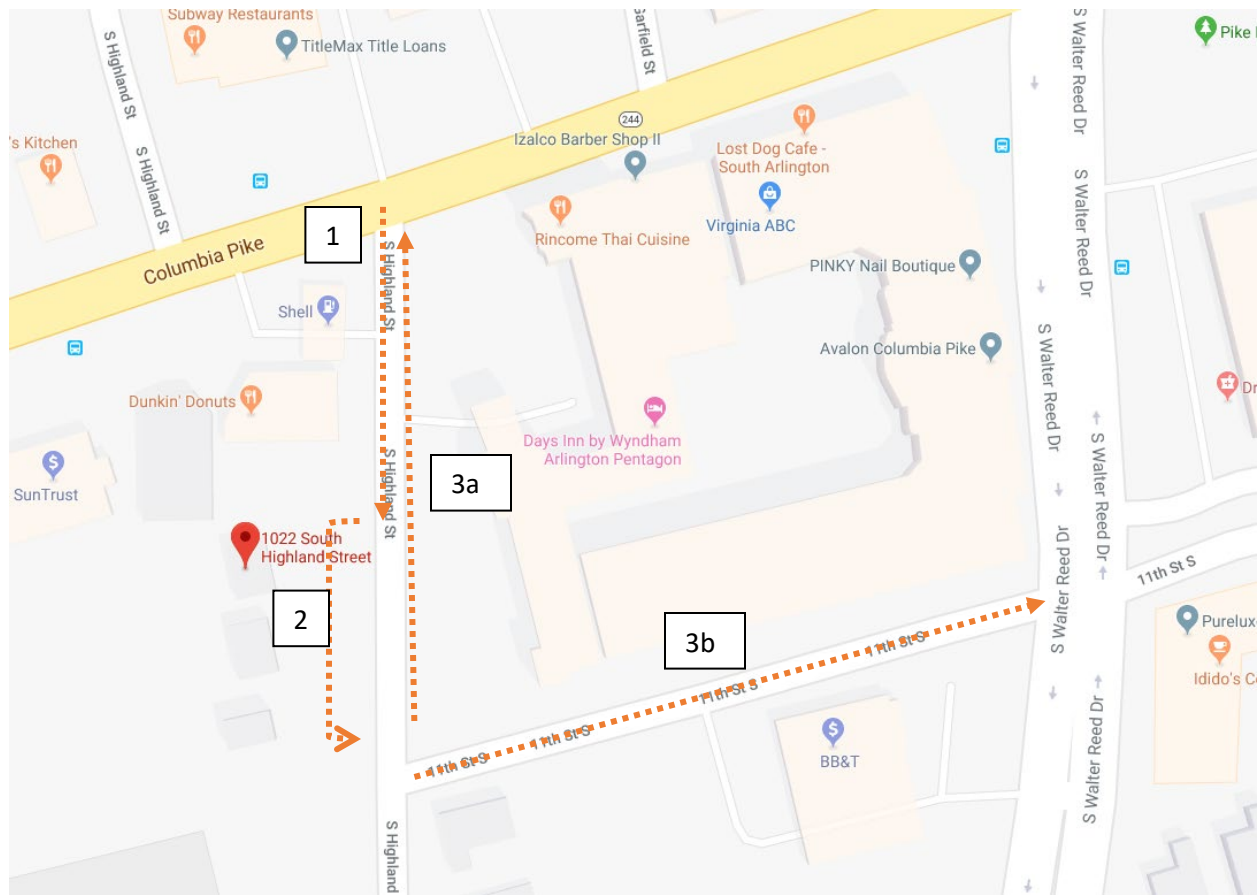 Subway Restaurants
TitleMax Title Loans
S Highland St
Garfield St
S Walter Reed Dr
Pike
's Kitchen
S Highland St
244
Izalco Barber Shop II
Lost Dog Cafe -
South Arlington
S Walter Reed Dr
Virginia ABC
Rincome Thai Cuisine
1
Columbia Pike
S Highland St
PINKY Nail Boutique
Shell
Avalon Columbia Pike
S Walter Reed Dr
Dunkin' Donuts
Dr
Days Inn by Wyndham
Arlington Pentagon
S Walter Reed Dr
SunTrust
S Highland St
3a
1022 South
Highland Street
S Walter Reed Dr
11th St S
2
3b
Purelux
11th St S
Idido's Co
11th St S
11th St S
11th St S
BB&T
S Walter Reed Dr
S Highland